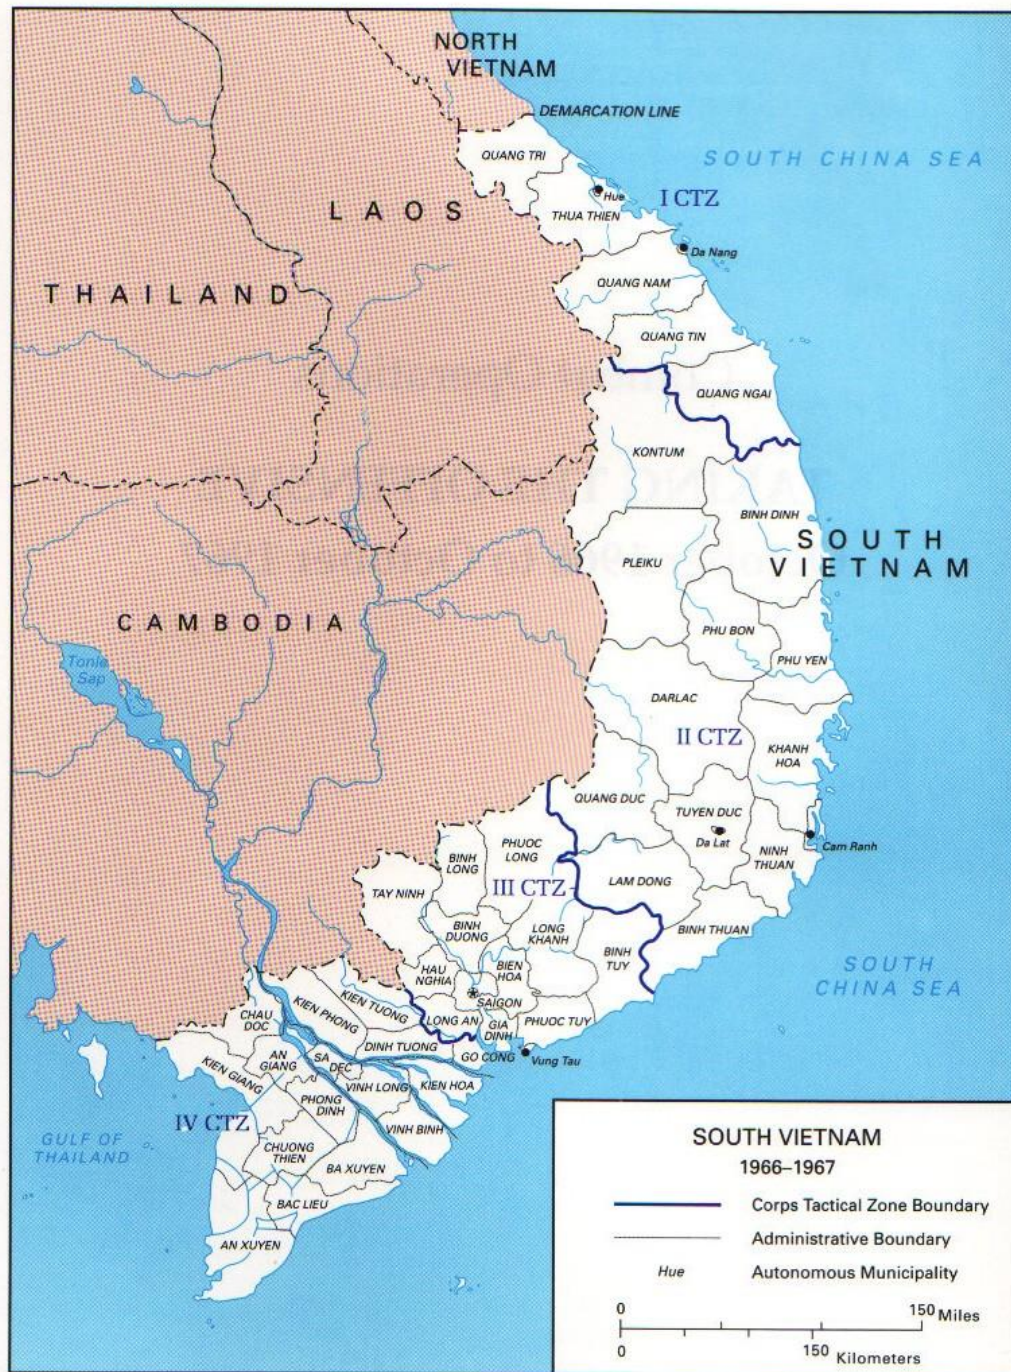 NORTH
VIETNAM
DEMARCATION LINE
SOUTH CHINA SEA
QUANG TRI
Hue
I CTZ
LAOS
THUA THIEN
Da Nang
THAILAND
QUANG NAM
QUANG TIN
QUANG NGAI
KONTUM
BINH DINH
SOUTH
VIETNAM
PLEIKU
CAMBODIA
PHU BON
PHU YEN
Tonle
Sap
DARLAC
II CTZ
KHANH
HOA
QUANG DUC
TUYEN DUC
Da Lat
Cam Ranh
NINH
THUAN
PHUOC
LONG
BINH
LONG
LAM DONG
TAY NINH
III CTZ
BINH THUAN
BINH
DUONG
LONG
KHANH
BINH
TUY
HAU
NGHIA
BIEN
HOA
SOUTH
CHINA SEA
SAIGON
KIEN TUONG
CHAU
DOC
KIEN PHONG
LONG AN
GIA
DINH
PHUOC TUY
DINH TUONG
GO CONG
Vung Tau
AN
GIANG
SA
DEC
KIEN GIANG
VINH LONG
KIEN HOA
PHONG
DINH
IV CTZ
VINH BINH
GULF OF
THAILAND
CHUONG
THIEN
BA XUYEN
BAC LIEU
AN XUYEN
SOUTH VIETNAM
1966–1967
Corps Tactical Zone Boundary
Administrative Boundary
Hue Autonomous Municipality
0 150 Miles
0 150 Kilometers